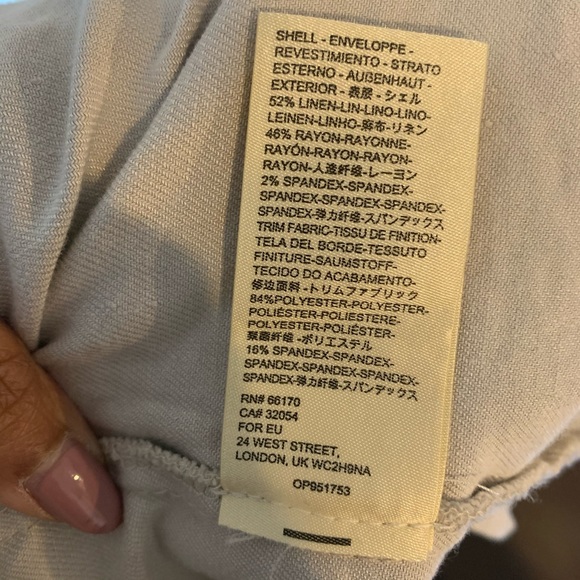 SHELL - ENVELOPPE -
REVESTIMIENTO - STRATO
ESTERNO - AUßENHAUT -
EXTERIOR - 表层 - シェル
52% LINEN-LIN-LINO-LINO-
LEINEN-LINHO-麻布-リネン
46% RAYON-RAYONNE-
RAYÓN-RAYON-RAYON-
RAYON-人造纤维-レーヨン
2% SPANDEX-SPANDEX-
SPANDEX-SPANDEX-SPANDEX-
SPANDEX-弹力纤维-スパンデックス
TRIM FABRIC-TISSU DE FINITION-
TELA DEL BORDE-TESSUTO
FINITURE-SAUMSTOFF-
TECIDO DO ACABAMENTO-
修边面料-トリムファブリック
84%POLYESTER-POLYESTER-
POLIÉSTER-POLIESTERE-
POLYESTER-POLIÉSTER-
聚酯纤维-ポリエステル
16% SPANDEX-SPANDEX-
SPANDEX-SPANDEX-SPANDEX-
SPANDEX-弹力纤维-スパンデックス
RN# 66170
CA# 32054
FOR EU
24 WEST STREET,
LONDON, UK WC2H9NA
OP951753